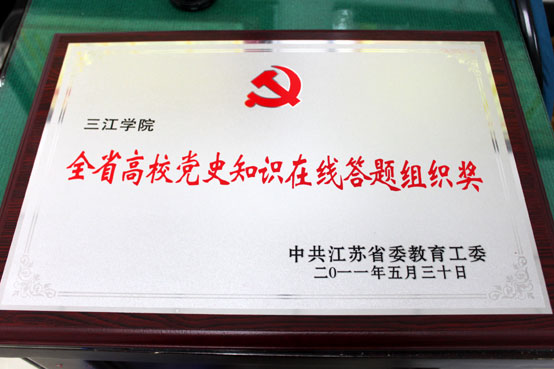 三江学院
全省高校党史知识在线答题组织奖
中共江苏省委教育工委
二〇一一年五月三十日